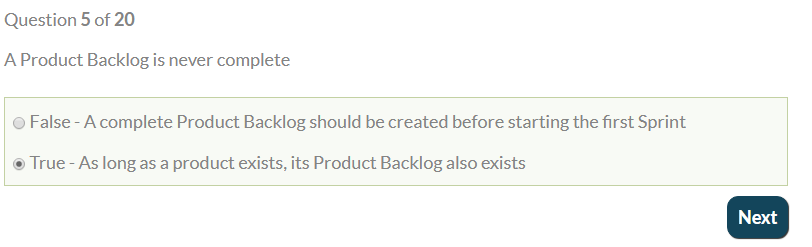 Question 5 of 20
A Product Backlog is never complete
False - A complete Product Backlog should be created before starting the first Sprint
True - As long as a product exists, its Product Backlog also exists
Next